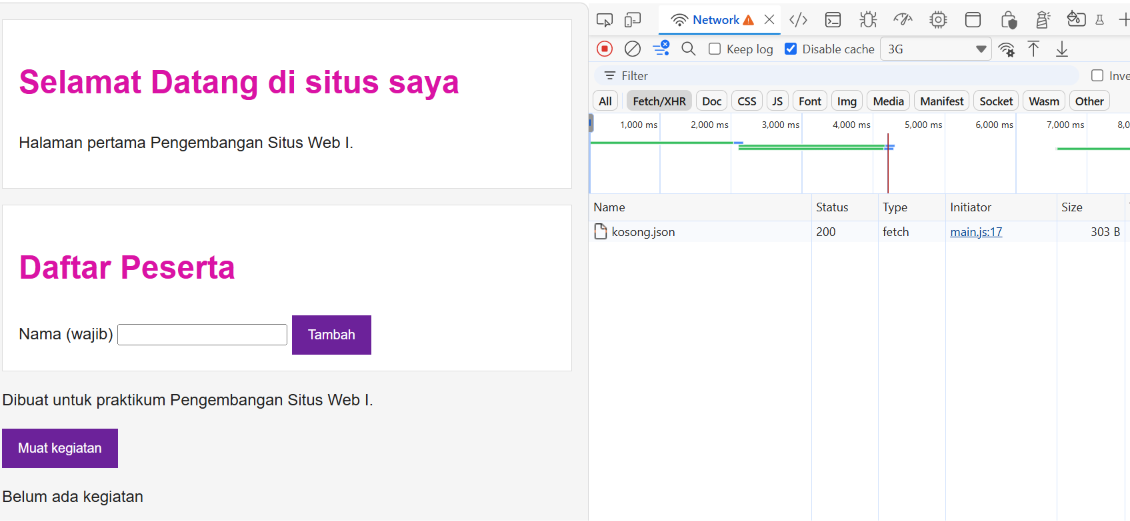 Selamat Datang di situs saya
Halaman pertama Pengembangan Situs Web I.
Daftar Peserta
Nama (wajib) Tambah
Dibuat untuk praktikum Pengembangan Situs Web I.
Muat kegiatan
Belum ada kegiatan
Network
Keep log Disable cache 3G
Filter Inve
All Fetch/XHR Doc CSS JS Font Img Media Manifest Socket Wasm Other
1,000 ms 2,000 ms 3,000 ms 4,000 ms 5,000 ms 6,000 ms 7,000 ms 8,0
Name Status Type Initiator Size
kosong.json 200 fetch main.js:17 303 B